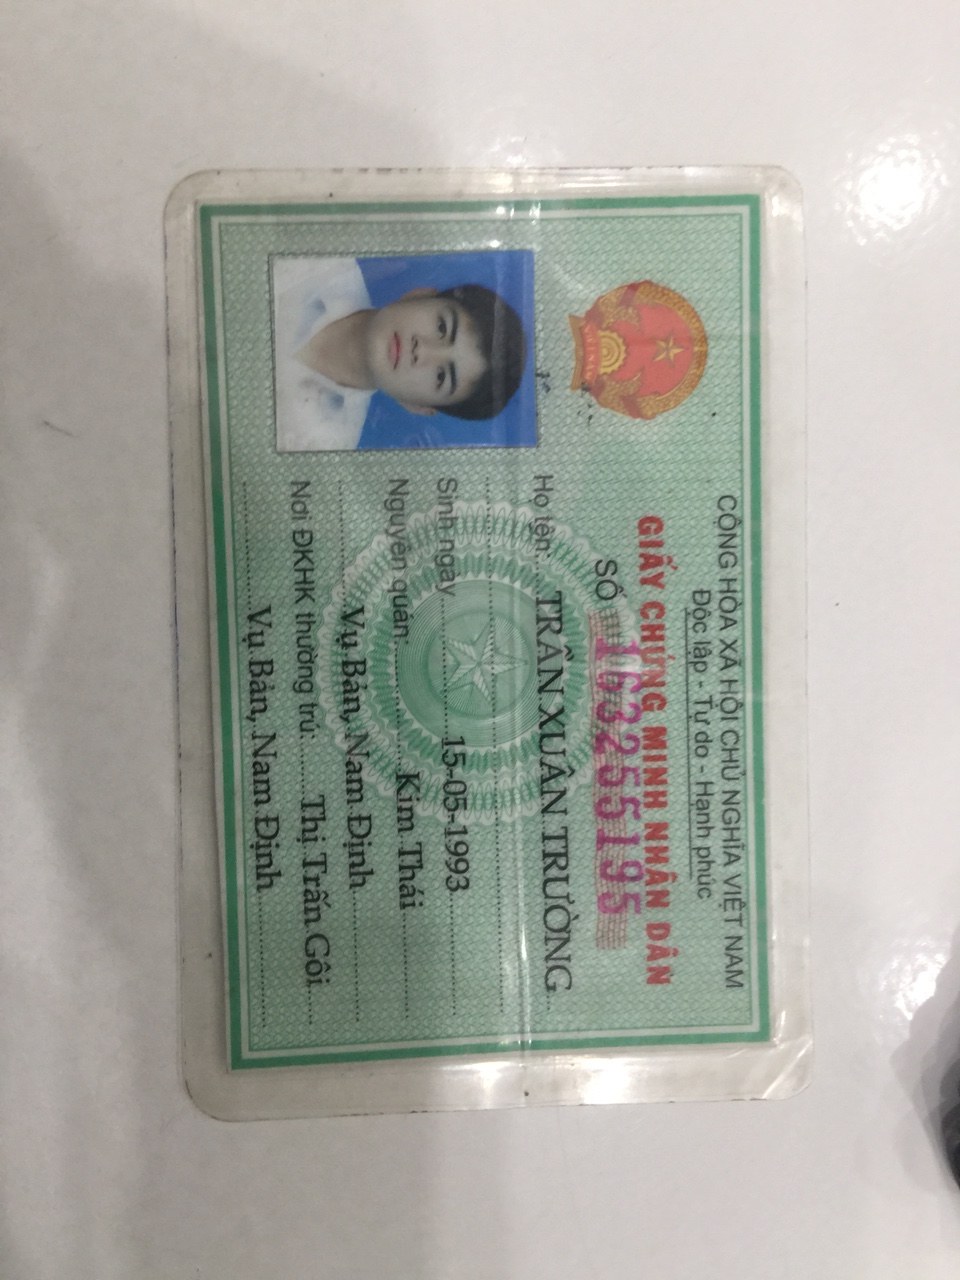 CỘNG HÒA XÃ HỘI CHỦ NGHĨA VIỆT NAM
Độc lập - Tự do - Hạnh phúc
GIẤY CHỨNG MINH NHÂN DÂN
SỐ 163255195
Họ tên: TRẦN XUÂN TRƯỜNG
Sinh ngày 15-05-1993
Nguyên quán: Kim Thái
Vụ Bản, Nam Định
Nơi ĐKHK thường trú: Thị Trấn Gôi
Vụ Bản, Nam Định
VIỆT NAM